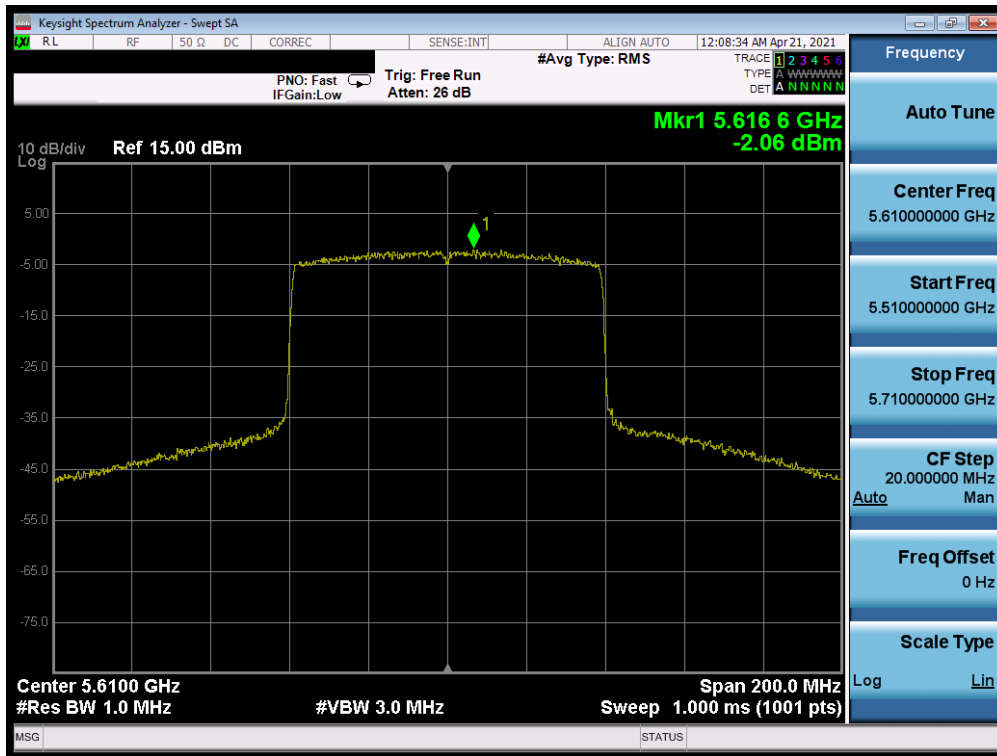 Keysight Spectrum Analyzer - Swept SA
LXI RL RF 50 Ω DC CORREC SENSE:INT ALIGN AUTO 12:08:34 AM Apr 21, 2021
#Avg Type: RMS
TRACE 1 2 3 4 5 6
TYPE A WWWWW
DET A N N N N N
PNO: Fast
IFGain:Low
Trig: Free Run
Atten: 26 dB
Mkr1 5.616 6 GHz
-2.06 dBm
10 dB/div Ref 15.00 dBm
Log
5.00
-5.00
-15.0
-25.0
-35.0
-45.0
-55.0
-65.0
-75.0
1
Center 5.6100 GHz Span 200.0 MHz
#Res BW 1.0 MHz #VBW 3.0 MHz Sweep 1.000 ms (1001 pts)
MSG STATUS
Frequency
Auto Tune
Center Freq
5.610000000 GHz
Start Freq
5.510000000 GHz
Stop Freq
5.710000000 GHz
CF Step
20.000000 MHz
Auto Man
Freq Offset
0 Hz
Scale Type
Log Lin